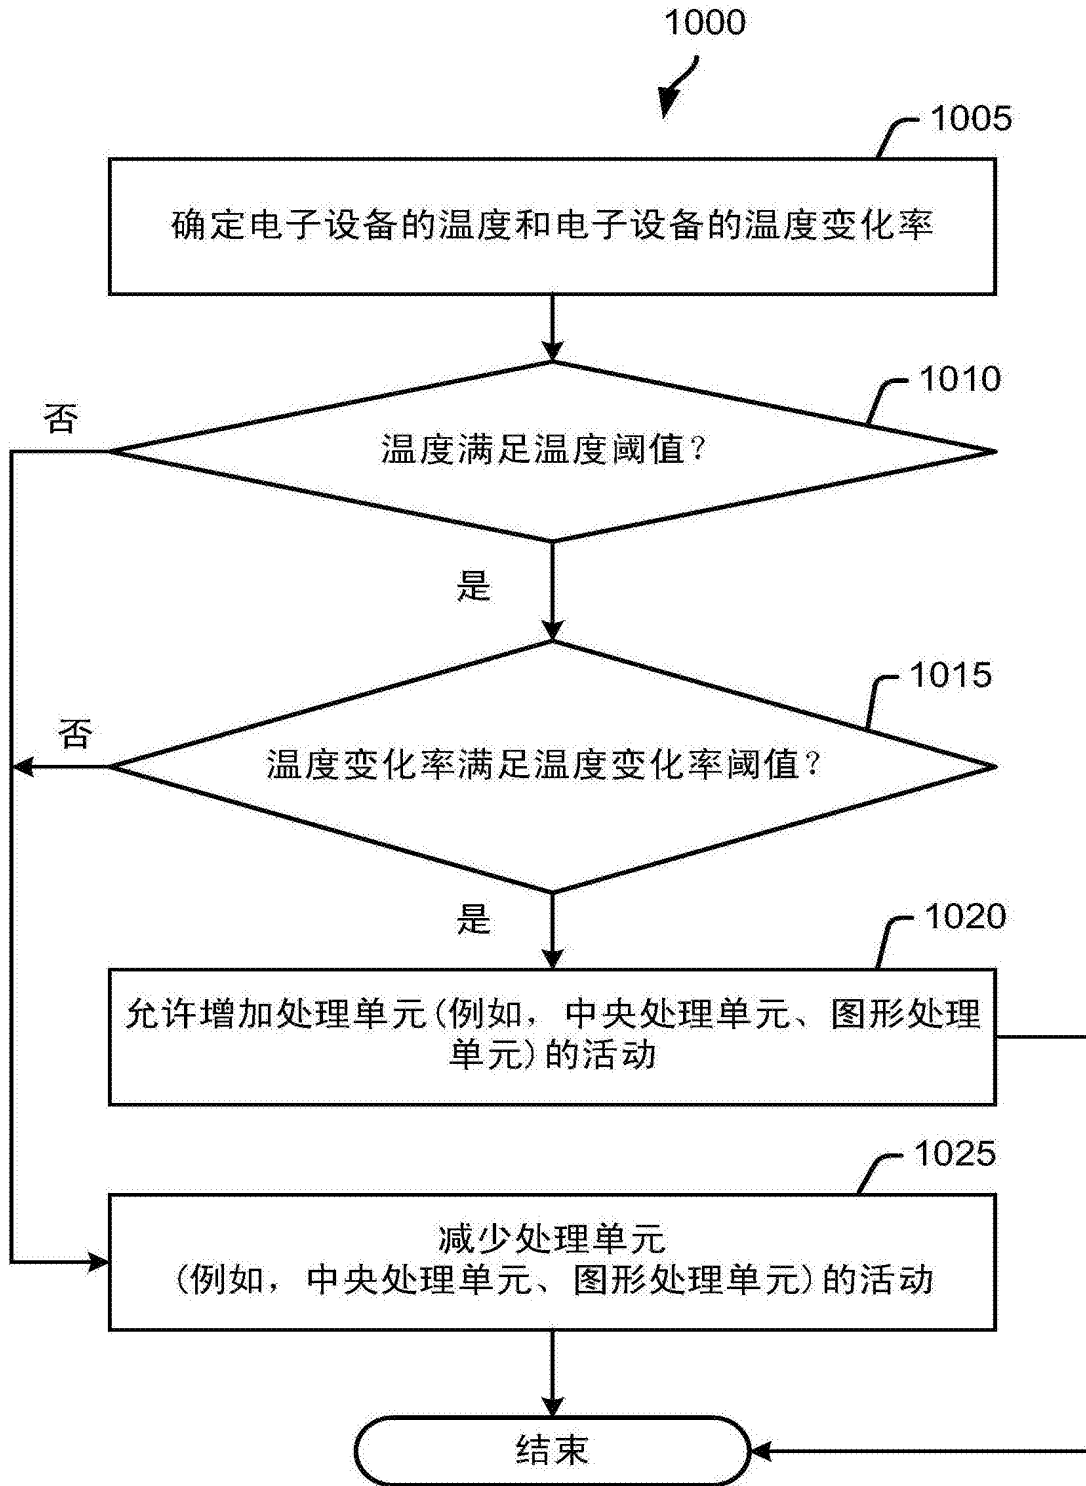 1000
1005
确定电子设备的温度和电子设备的温度变化率
1010
否
温度满足温度阈值?
是
1015
否
温度变化率满足温度变化率阈值?
是
1020
允许增加处理单元(例如，中央处理单元、图形处理
单元)的活动
1025
减少处理单元
(例如，中央处理单元、图形处理单元)的活动
结束